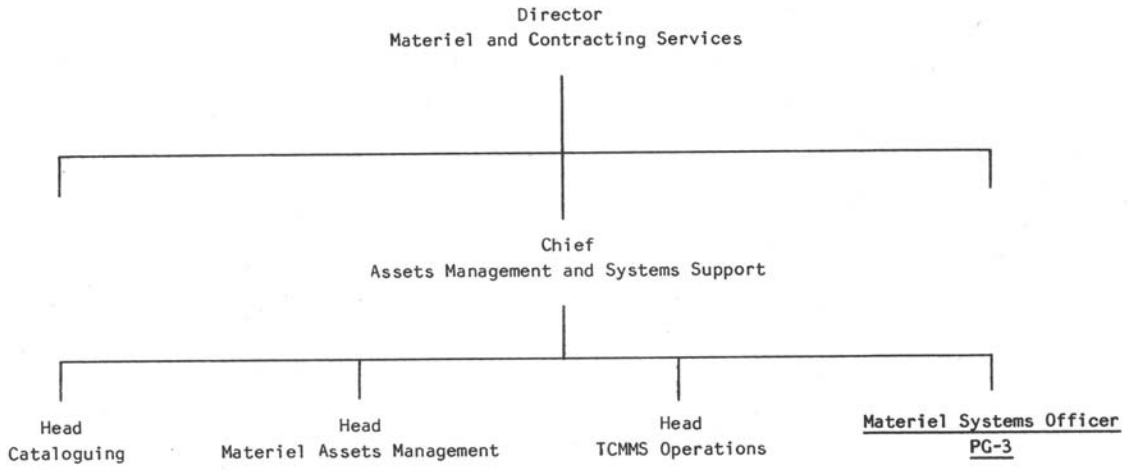 Director
Materiel and Contracting Services
Chief
Assets Management and Systems Support
Head
Cataloguing
Head
Materiel Assets Management
Head
TCMMS Operations
Materiel Systems Officer
PG-3